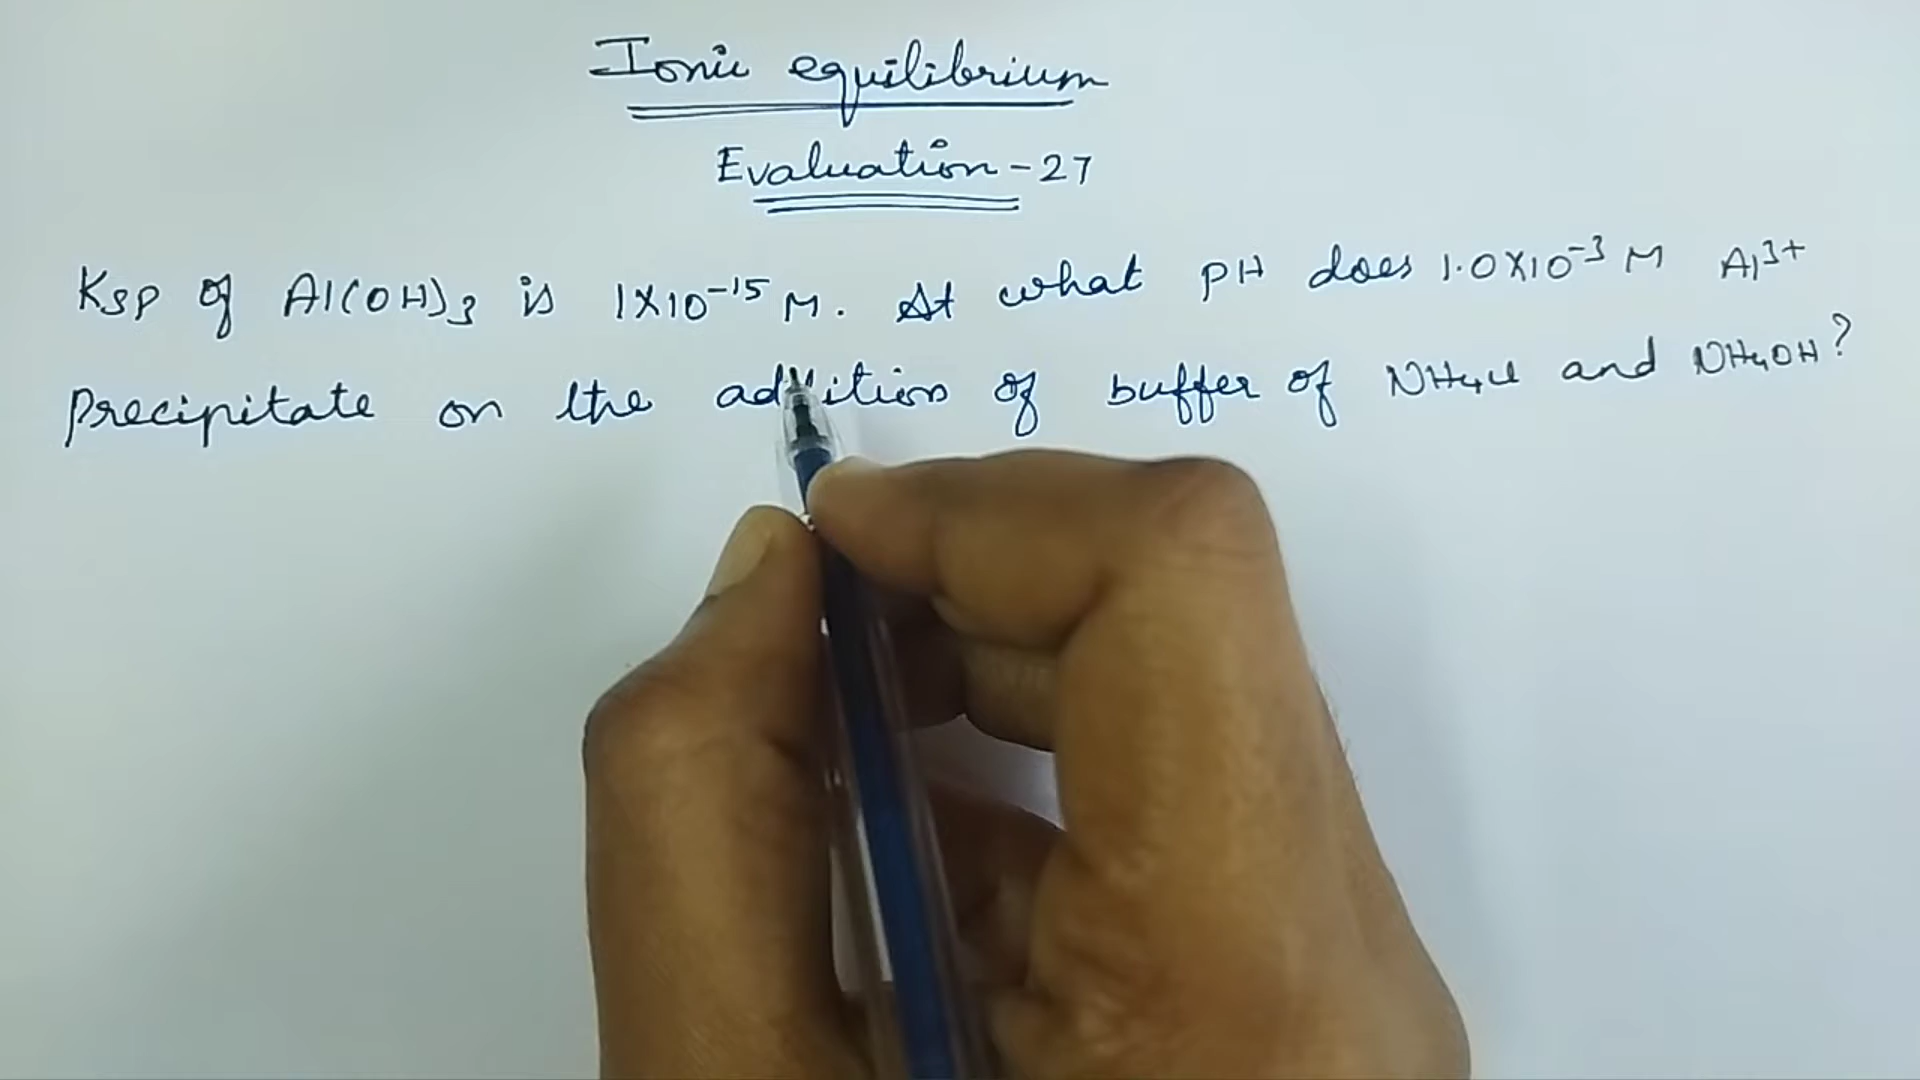 Ionic equilibrium
Evaluation - 27
Ksp of Al(OH)₃ is 1×10⁻¹⁵ M. At what pH does 1.0×10⁻³ M Al³⁺
Precipitate on the addition of buffer of NH₄Cl and NH₄OH?